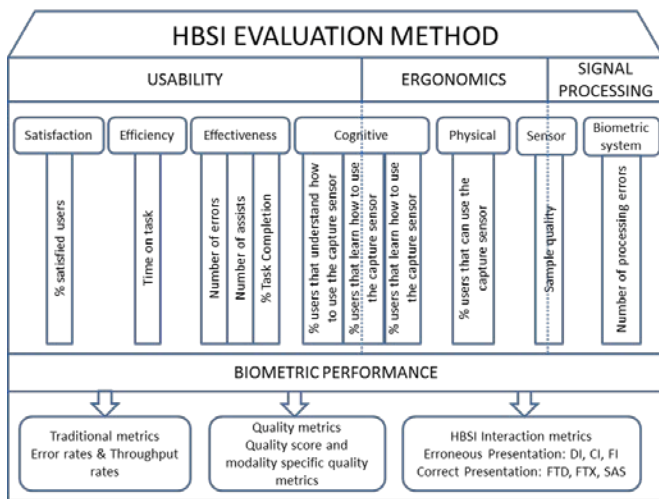 HBSI EVALUATION METHOD
USABILITY
ERGONOMICS
SIGNAL
PROCESSING
Satisfaction
Efficiency
Effectiveness
Cognitive
Physical
Sensor
Biometric
system
% satisfied users
Time on task
Number of errors
Number of assists
% Task Completion
% users that understand how
to use the capture sensor
% users that learn how to use
the capture sensor
% users that learn how to use
the capture sensor
% users that can use the
capture sensor
Sample quality
Number of processing errors
BIOMETRIC PERFORMANCE
Traditional metrics
Error rates & Throughput
rates
Quality metrics
Quality score and
modality specific quality
metrics
HBSI Interaction metrics
Erroneous Presentation: DI, CI, FI
Correct Presentation: FTD, FTX, SAS